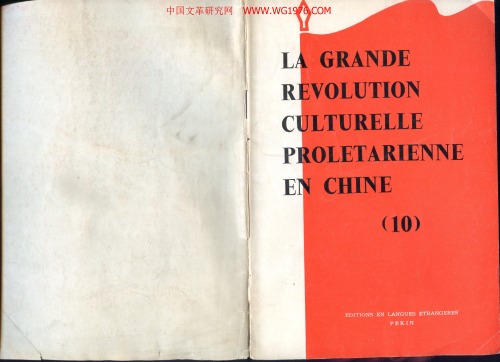 中国文革研究网 www.WG1976.COM
LA GRANDE
REVOLUTION
CULTURELLE
PROLETARIENNE
EN CHINE
(10)
EDITIONS EN LANGUES ETRANGERES
PEKIN